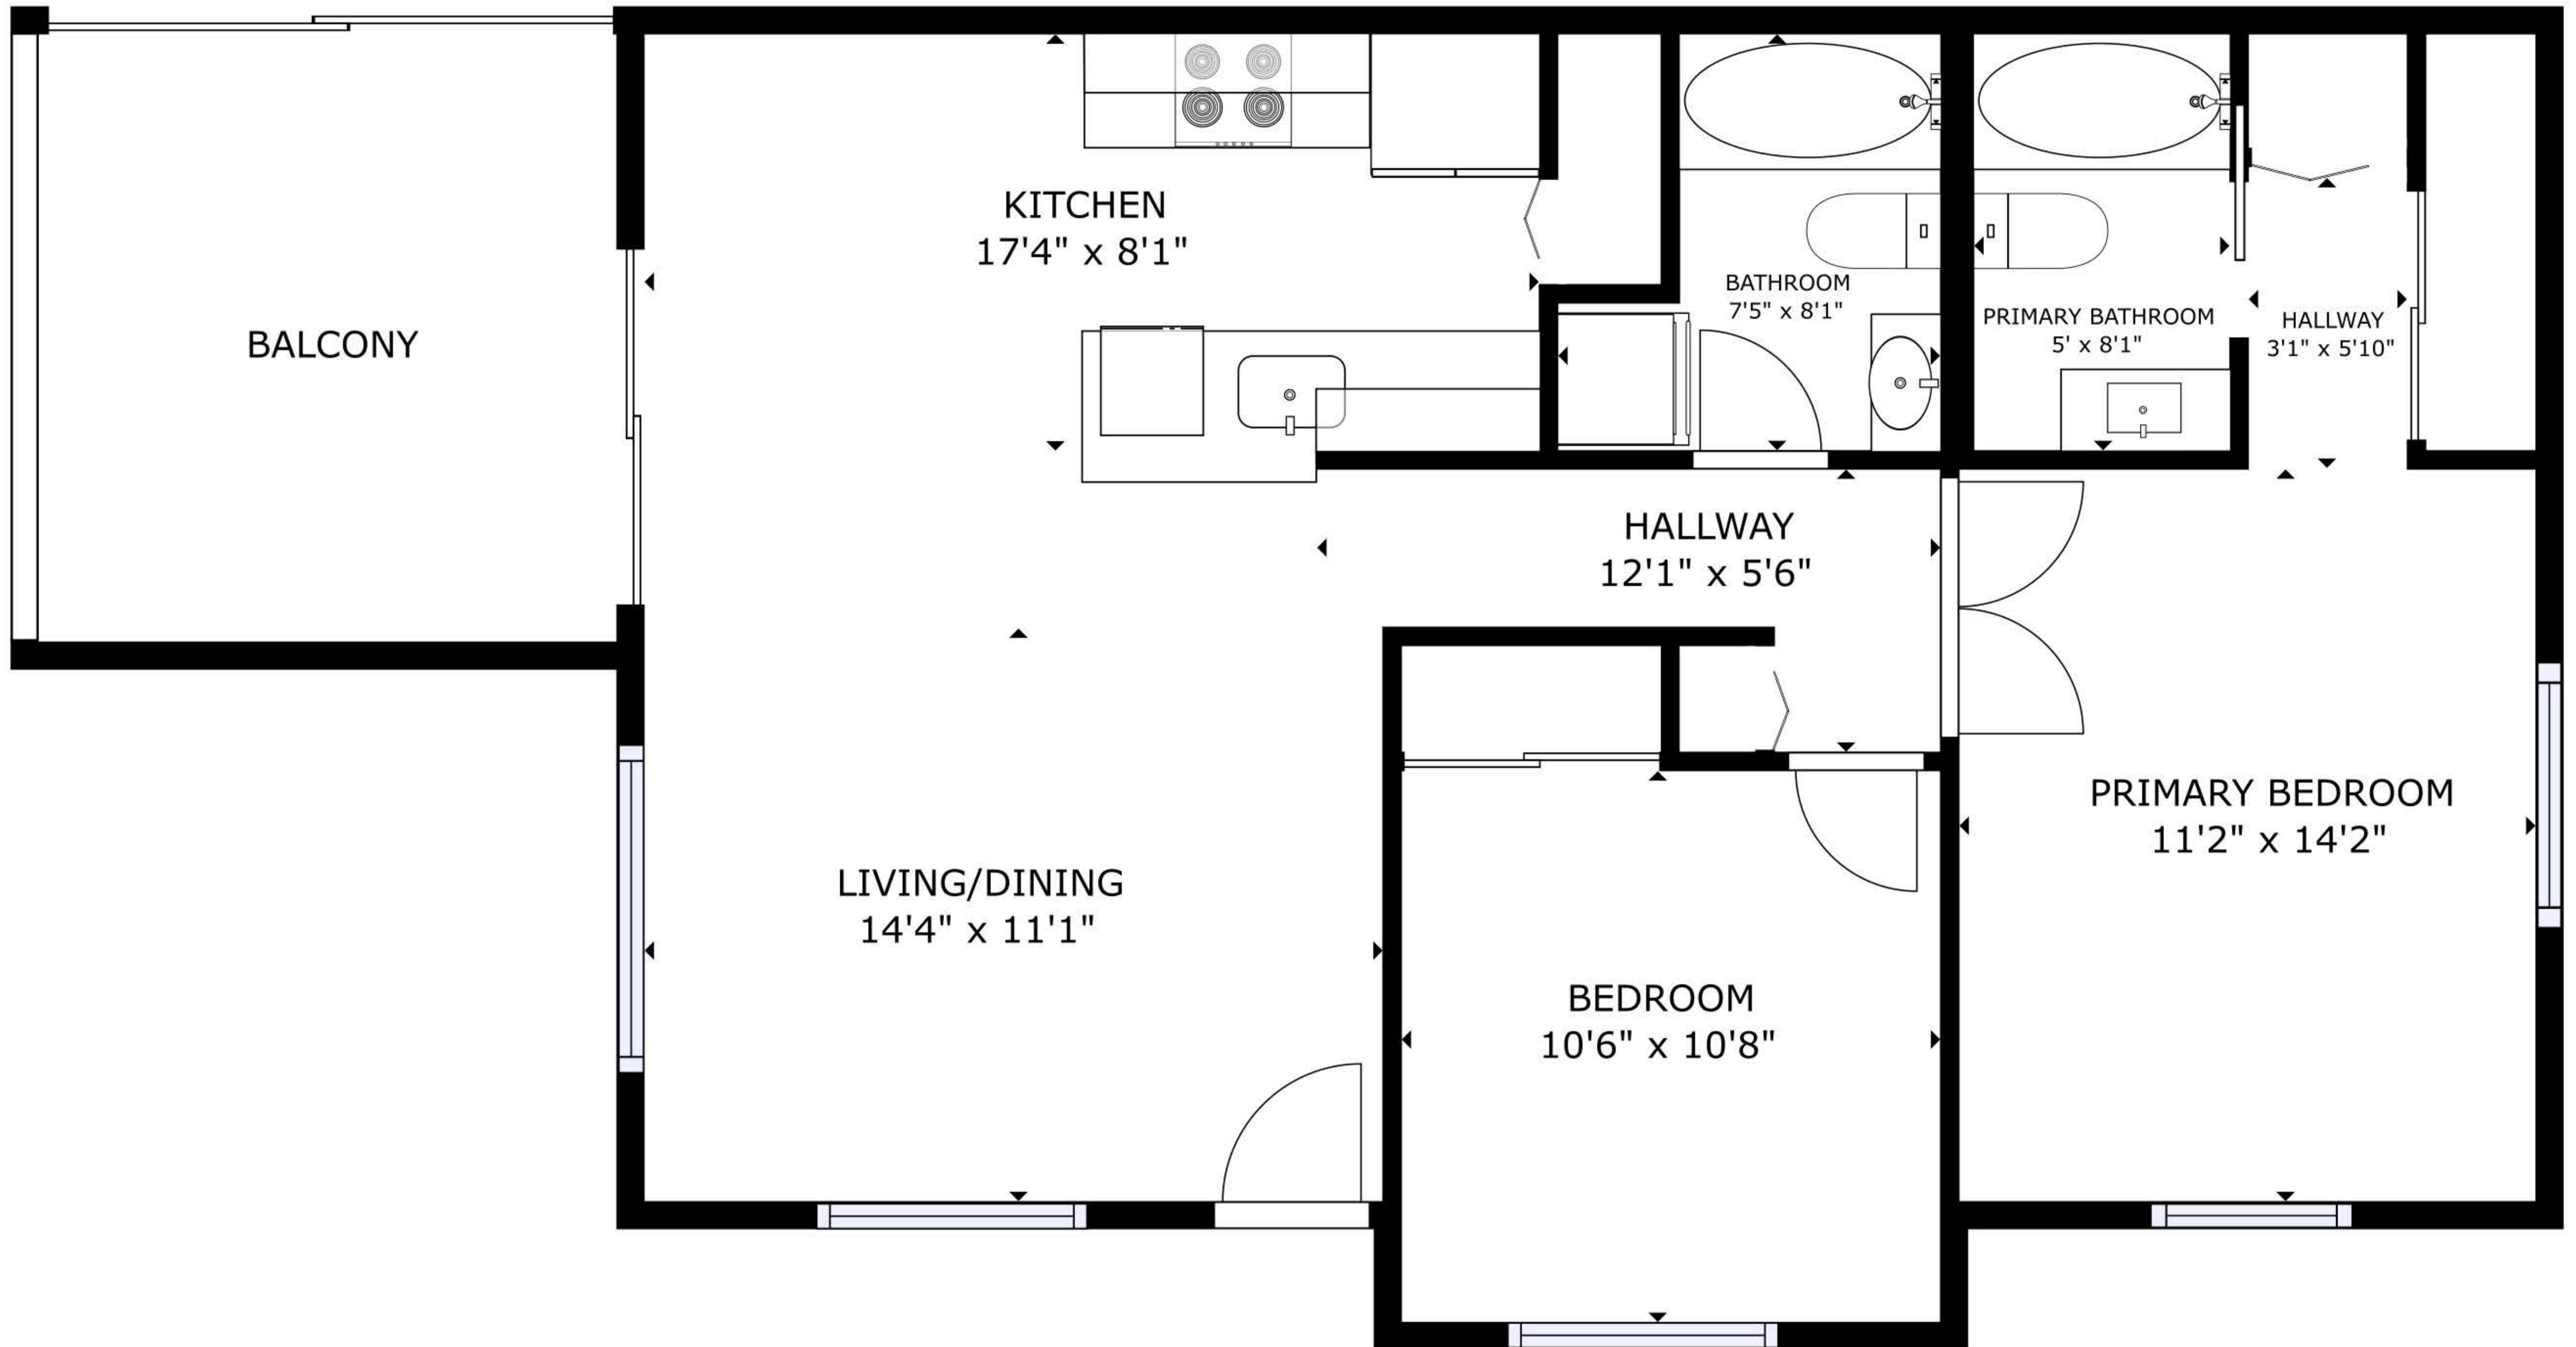 KITCHEN
17'4" x 8'1"
BALCONY
BATHROOM
7'5" x 8'1"
PRIMARY BATHROOM
5' x 8'1"
HALLWAY
3'1" x 5'10"
HALLWAY
12'1" x 5'6"
PRIMARY BEDROOM
11'2" x 14'2"
LIVING/DINING
14'4" x 11'1"
BEDROOM
10'6" x 10'8"